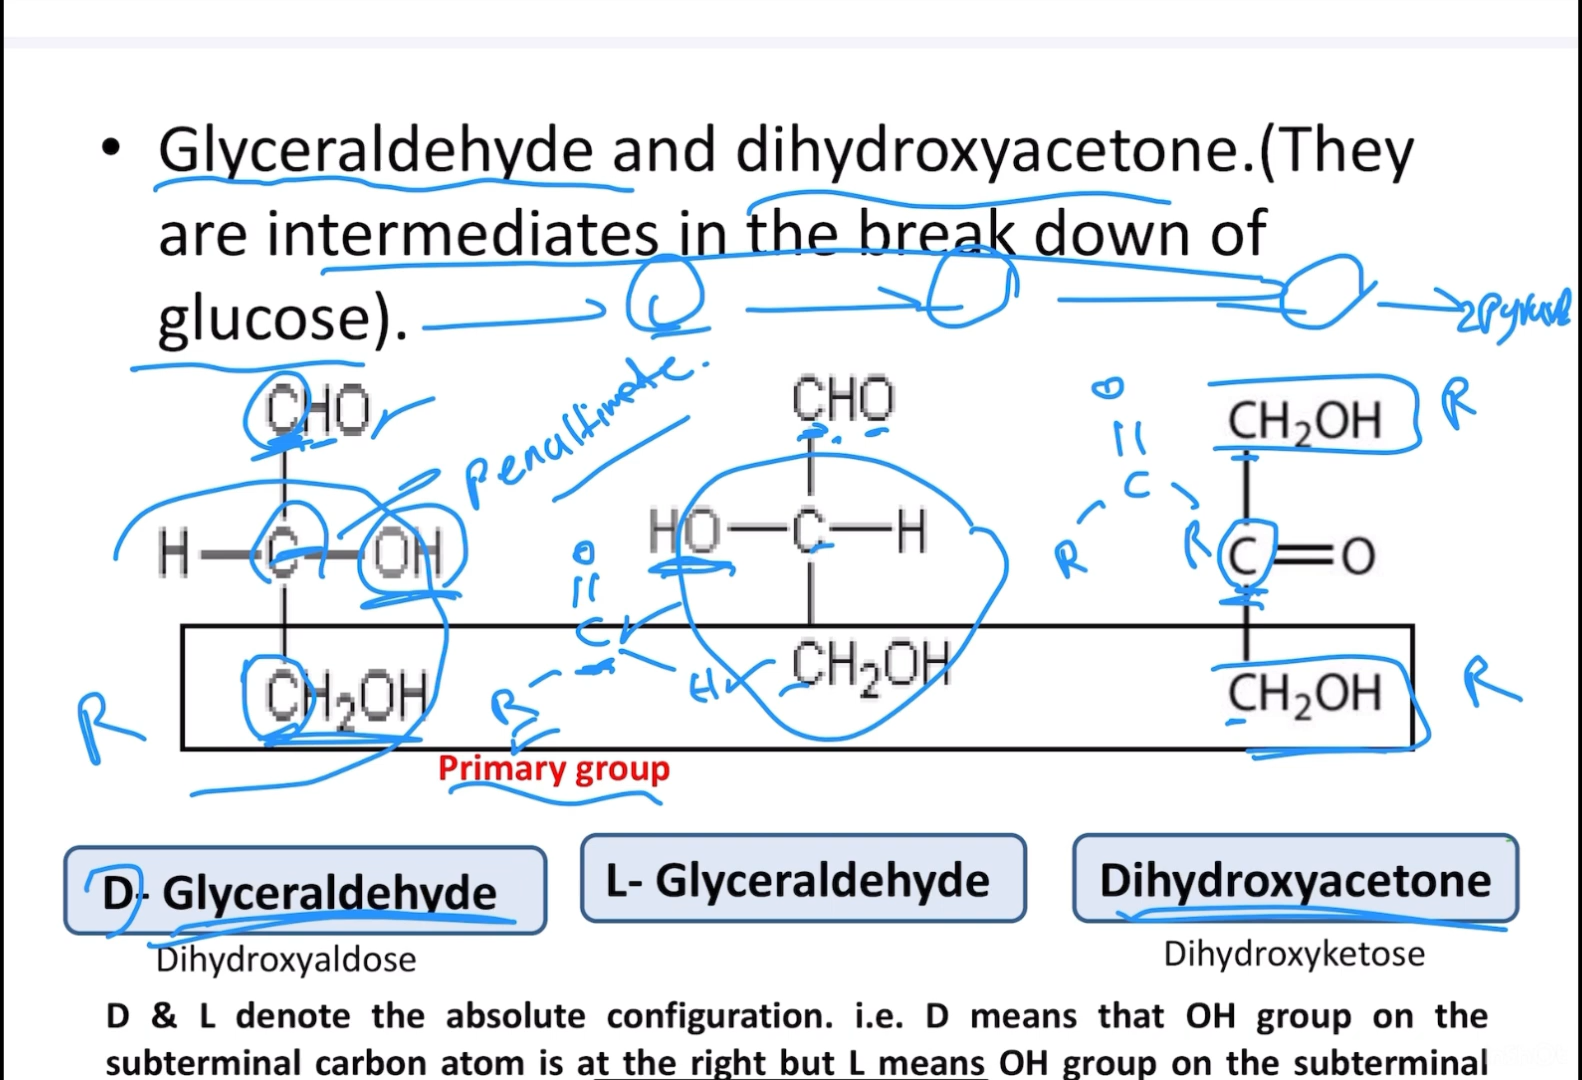 • Glyceraldehyde and dihydroxyacetone.(They
are intermediates in the break down of
glucose).
penultimate.
CHO
H—C—OH
CH₂OH
CHO
HO—C—H
CH₂OH
O
C
R
H
O
C
R R
CH₂OH R
C=O
CH₂OH R
R
Primary group
D- Glyceraldehyde
L- Glyceraldehyde
Dihydroxyacetone
Dihydroxyaldose
Dihydroxyketose
D & L denote the absolute configuration. i.e. D means that OH group on the
subterminal carbon atom is at the right but L means OH group on the subterminal